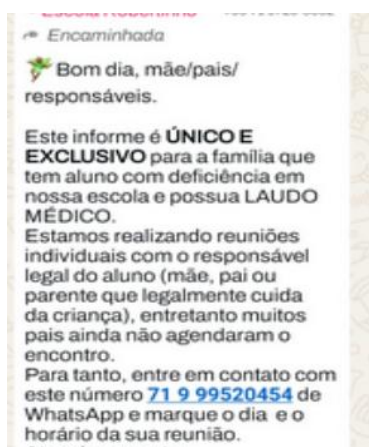 Encaminhada
Bom dia, mãe/pais/
responsáveis.
Este informe é ÚNICO E
EXCLUSIVO para a família que
tem aluno com deficiência em
nossa escola e possua LAUDO
MÉDICO.
Estamos realizando reuniões
individuais com o responsável
legal do aluno (mãe, pai ou
parente que legalmente cuida
da criança), entretanto muitos
pais ainda não agendaram o
encontro.
Para tanto, entre em contato com
este número 71 9 99520454 de
WhatsApp e marque o dia e o
horário da sua reunião.